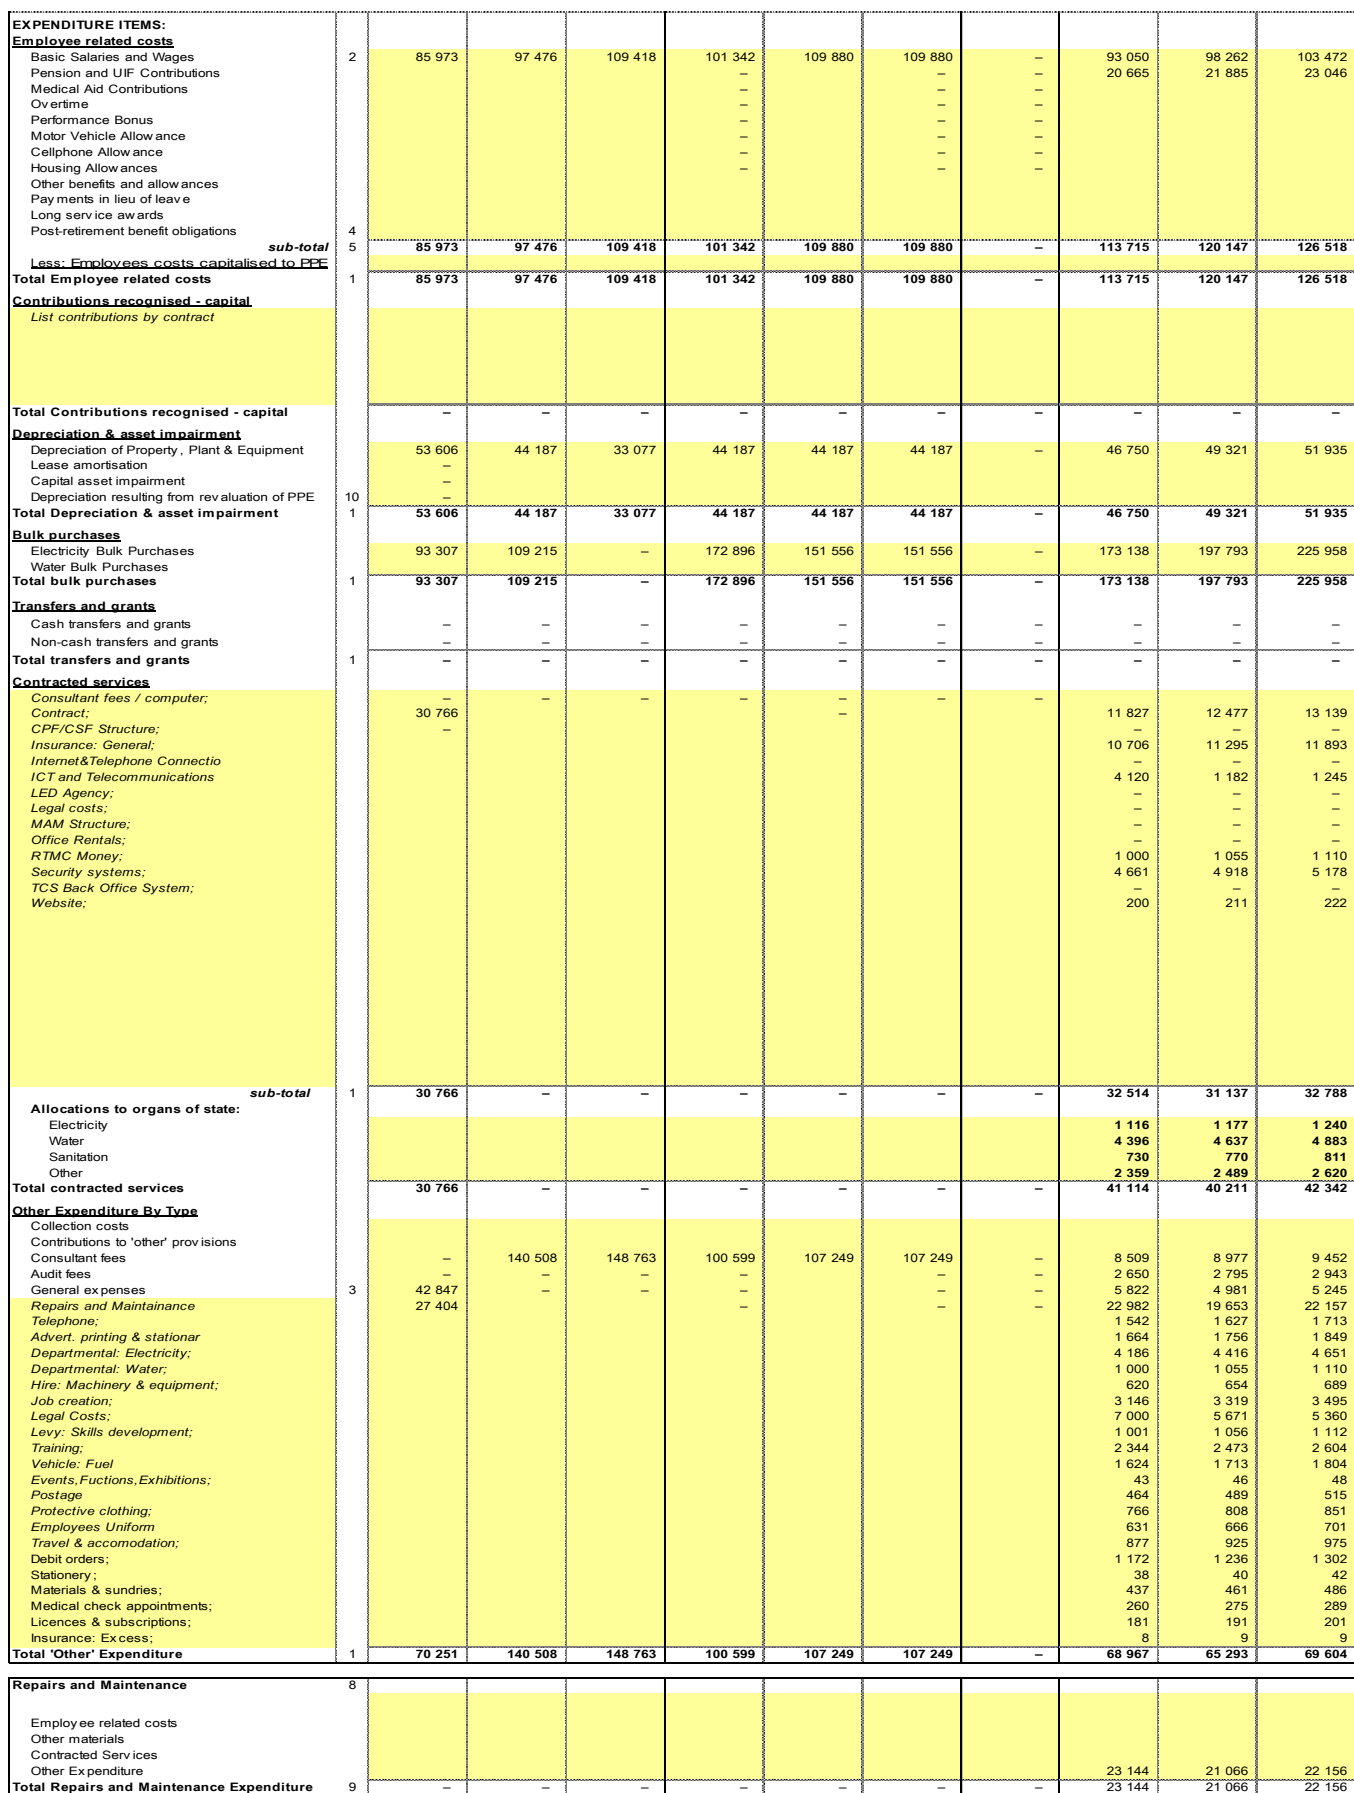 EXPENDITURE ITEMS:
Employee related costs
Basic Salaries and Wages 2 85 973 97 476 109 418 101 342 109 880 109 880 – 93 050 98 262 103 472
Pension and UIF Contributions – – – 20 665 21 885 23 046
Medical Aid Contributions – – –
Overtime – – –
Performance Bonus – – –
Motor Vehicle Allowance – – –
Cellphone Allowance – – –
Housing Allowances – – –
Other benefits and allowances
Payments in lieu of leave
Long service awards
Post-retirement benefit obligations 4
sub-total 5 85 973 97 476 109 418 101 342 109 880 109 880 – 113 715 120 147 126 518
Less: Employees costs capitalised to PPE
Total Employee related costs 1 85 973 97 476 109 418 101 342 109 880 109 880 – 113 715 120 147 126 518
Contributions recognised - capital
List contributions by contract
Total Contributions recognised - capital – – – – – – – – – –
Depreciation & asset impairment
Depreciation of Property, Plant & Equipment 53 606 44 187 33 077 44 187 44 187 44 187 – 46 750 49 321 51 935
Lease amortisation –
Capital asset impairment –
Depreciation resulting from revaluation of PPE 10 –
Total Depreciation & asset impairment 1 53 606 44 187 33 077 44 187 44 187 44 187 – 46 750 49 321 51 935
Bulk purchases
Electricity Bulk Purchases 93 307 109 215 – 172 896 151 556 151 556 – 173 138 197 793 225 958
Water Bulk Purchases
Total bulk purchases 1 93 307 109 215 – 172 896 151 556 151 556 – 173 138 197 793 225 958
Transfers and grants
Cash transfers and grants – – – – – – – – – –
Non-cash transfers and grants – – – – – – – – – –
Total transfers and grants 1 – – – – – – – – – –
Contracted services
Consultant fees / computer; – – – – – – –
Contract; 30 766 – 11 827 12 477 13 139
CPF/CSF Structure; – – – –
Insurance: General; 10 706 11 295 11 893
Internet&Telephone Connectio – – –
ICT and Telecommunications 4 120 1 182 1 245
LED Agency; – – –
Legal costs; – – –
MAM Structure; – – –
Office Rentals; – – –
RTMC Money; 1 000 1 055 1 110
Security systems; 4 661 4 918 5 178
TCS Back Office System; – – –
Website; 200 211 222
sub-total 1 30 766 – – – – – – 32 514 31 137 32 788
Allocations to organs of state:
Electricity 1 116 1 177 1 240
Water 4 396 4 637 4 883
Sanitation 730 770 811
Other 2 359 2 489 2 620
Total contracted services 30 766 – – – – – – 41 114 40 211 42 342
Other Expenditure By Type
Collection costs
Contributions to 'other' provisions
Consultant fees – 140 508 148 763 100 599 107 249 107 249 – 8 509 8 977 9 452
Audit fees – – – – – – 2 650 2 795 2 943
General expenses 3 42 847 – – – – – 5 822 4 981 5 245
Repairs and Maintainance 27 404 – – – 22 982 19 653 22 157
Telephone; 1 542 1 627 1 713
Advert. printing & stationar 1 664 1 756 1 849
Departmental: Electricity; 4 186 4 416 4 651
Departmental: Water; 1 000 1 055 1 110
Hire: Machinery & equipment; 620 654 689
Job creation; 3 146 3 319 3 495
Legal Costs; 7 000 5 671 5 360
Levy: Skills development; 1 001 1 056 1 112
Training; 2 344 2 473 2 604
Vehicle: Fuel 1 624 1 713 1 804
Events,Fuctions,Exhibitions; 43 46 48
Postage 464 489 515
Protective clothing; 766 808 851
Employees Uniform 631 666 701
Travel & accomodation; 877 925 975
Debit orders; 1 172 1 236 1 302
Stationery; 38 40 42
Materials & sundries; 437 461 486
Medical check appointments; 260 275 289
Licences & subscriptions; 181 191 201
Insurance: Excess; 8 9 9
Total 'Other' Expenditure 1 70 251 140 508 148 763 100 599 107 249 107 249 – 68 967 65 293 69 604
Repairs and Maintenance 8
Employee related costs
Other materials
Contracted Services
Other Expenditure 23 144 21 066 22 156
Total Repairs and Maintenance Expenditure 9 – – – – – – – 23 144 21 066 22 156